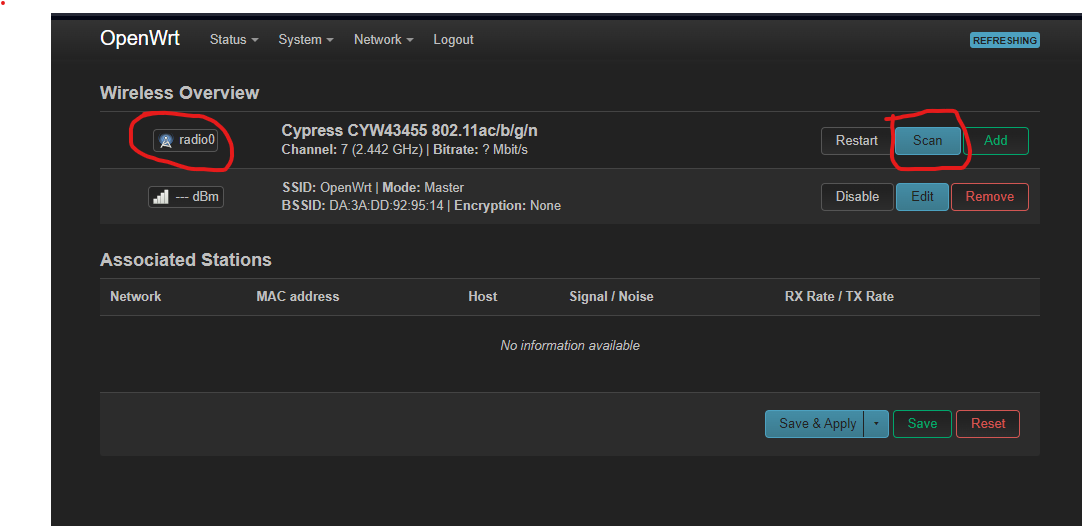 OpenWrt Status System Network Logout REFRESHING
Wireless Overview
radio0 Cypress CYW43455 802.11ac/b/g/n Restart Scan Add
Channel: 7 (2.442 GHz) | Bitrate: ? Mbit/s
--- dBm SSID: OpenWrt | Mode: Master Disable Edit Remove
BSSID: DA:3A:DD:92:95:14 | Encryption: None
Associated Stations
Network MAC address Host Signal / Noise RX Rate / TX Rate
No information available
Save & Apply Save Reset